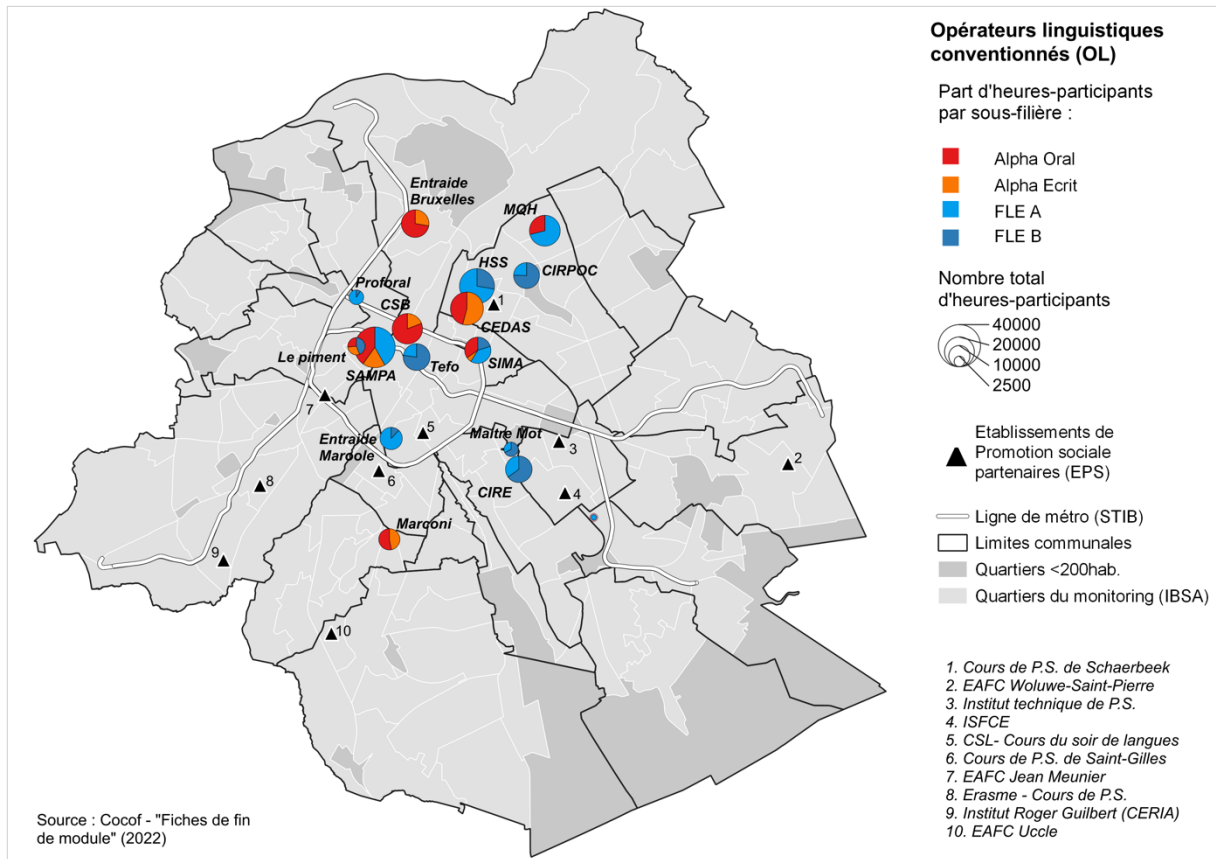 Opérateurs linguistiques
conventionnés (OL)
Part d'heures-participants
par sous-filière :
Alpha Oral
Alpha Ecrit
FLE A
FLE B
Nombre total
d'heures-participants
40000
20000
10000
2500
Etablissements de
Promotion sociale
partenaires (EPS)
Ligne de métro (STIB)
Limites communales
Quartiers <200hab.
Quartiers du monitoring (IBSA)
1. Cours de P.S. de Schaerbeek
2. EAFC Woluwe-Saint-Pierre
3. Institut technique de P.S.
4. ISFCE
5. CSL- Cours du soir de langues
6. Cours de P.S. de Saint-Gilles
7. EAFC Jean Meunier
8. Erasme - Cours de P.S.
9. Institut Roger Guilbert (CERIA)
10. EAFC Uccle
Entraide
Bruxelles
MQH
HSS
CIRPOC
Proforal
CSB
1
CEDAS
Le piment
SAMPA
Tefo
SIMA
7
Entraide
Marolle
5
Maître Mot
3
2
6
CIRE
4
8
Marconi
9
10
Source : Cocof - "Fiches de fin
de module" (2022)